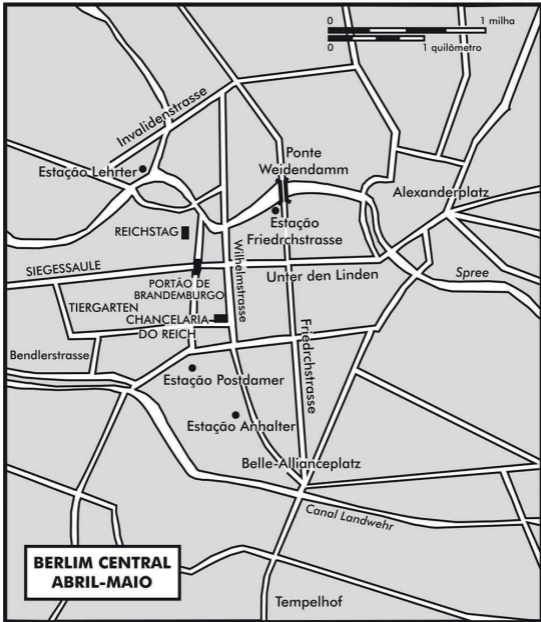 0 1 milha
0 1 quilômetro
Invalidenstrasse
Ponte
Weidendamm
Estação Lehrter
Alexanderplatz
REICHSTAG
Estação
Friedrchstrasse
Wilhelmstrasse
SIEGESSAULE
Unter den Linden
Spree
PORTÃO DE
BRANDEMBURGO
TIERGARTEN
CHANCELARIA
DO REICH
Friedrchstrasse
Bendlerstrasse
Estação Postdamer
Estação Anhalter
Belle-Allianceplatz
Canal Landwehr
BERLIM CENTRAL
ABRIL-MAIO
Tempelhof